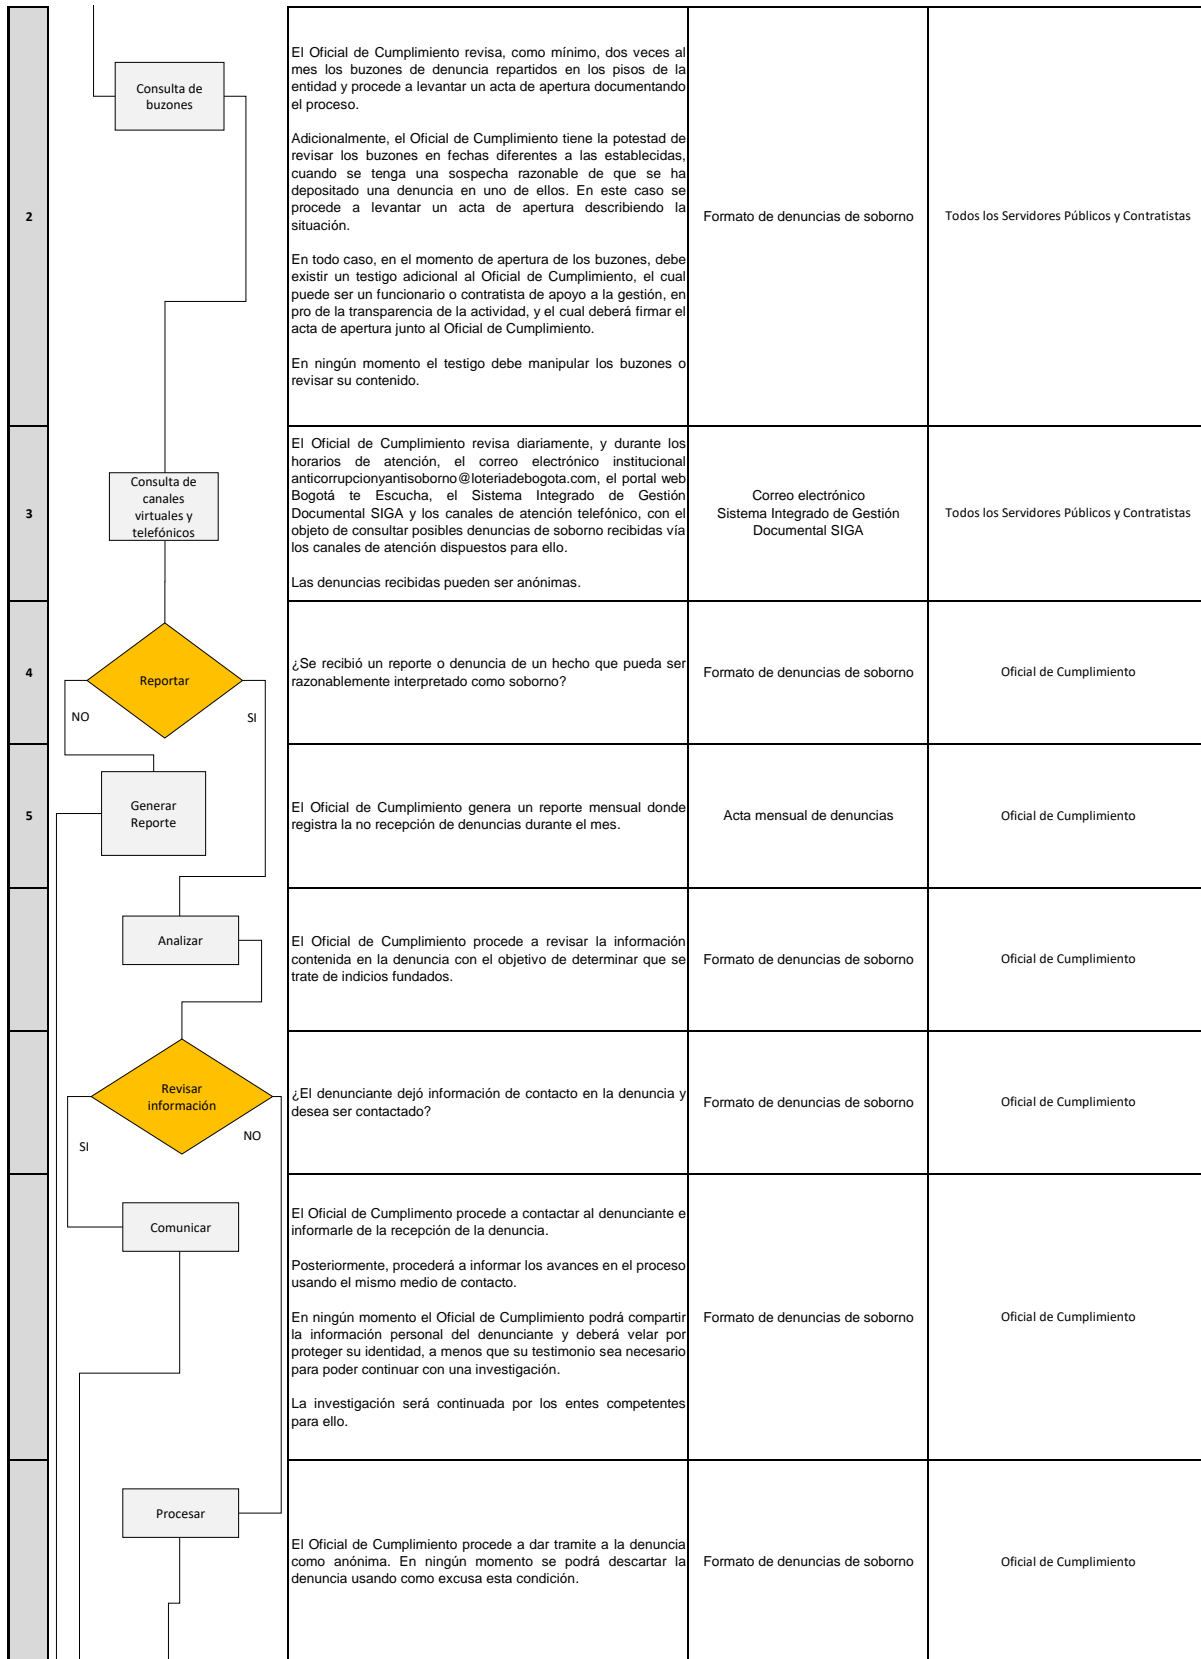 2
Consulta de
buzones
El Oficial de Cumplimiento revisa, como mínimo, dos veces al
mes los buzones de denuncia repartidos en los pisos de la
entidad y procede a levantar un acta de apertura documentando
el proceso.
Adicionalmente, el Oficial de Cumplimiento tiene la potestad de
revisar los buzones en fechas diferentes a las establecidas,
cuando se tenga una sospecha razonable de que se ha
depositado una denuncia en uno de ellos. En este caso se
procede a levantar un acta de apertura describiendo la
situación.
En todo caso, en el momento de apertura de los buzones, debe
existir un testigo adicional al Oficial de Cumplimiento, el cual
puede ser un funcionario o contratista de apoyo a la gestión, en
pro de la transparencia de la actividad, y el cual deberá firmar el
acta de apertura junto al Oficial de Cumplimiento.
En ningún momento el testigo debe manipular los buzones o
revisar su contenido.
Formato de denuncias de soborno
Todos los Servidores Públicos y Contratistas
3
Consulta de
canales
virtuales y
telefónicos
El Oficial de Cumplimiento revisa diariamente, y durante los
horarios de atención, el correo electrónico institucional
anticorrupcionyantisoborno@loteriadebogota.com, el portal web
Bogotá te Escucha, el Sistema Integrado de Gestión
Documental SIGA y los canales de atención telefónico, con el
objeto de consultar posibles denuncias de soborno recibidas vía
los canales de atención dispuestos para ello.
Las denuncias recibidas pueden ser anónimas.
Correo electrónico
Sistema Integrado de Gestión
Documental SIGA
Todos los Servidores Públicos y Contratistas
4
Reportar
NO
SI
¿Se recibió un reporte o denuncia de un hecho que pueda ser
razonablemente interpretado como soborno?
Formato de denuncias de soborno
Oficial de Cumplimiento
5
Generar
Reporte
El Oficial de Cumplimiento genera un reporte mensual donde
registra la no recepción de denuncias durante el mes.
Acta mensual de denuncias
Oficial de Cumplimiento
Analizar
El Oficial de Cumplimiento procede a revisar la información
contenida en la denuncia con el objetivo de determinar que se
trate de indicios fundados.
Formato de denuncias de soborno
Oficial de Cumplimiento
Revisar
información
SI
NO
¿El denunciante dejó información de contacto en la denuncia y
desea ser contactado?
Formato de denuncias de soborno
Oficial de Cumplimiento
Comunicar
El Oficial de Cumplimento procede a contactar al denunciante e
informarle de la recepción de la denuncia.
Posteriormente, procederá a informar los avances en el proceso
usando el mismo medio de contacto.
En ningún momento el Oficial de Cumplimiento podrá compartir
la información personal del denunciante y deberá velar por
proteger su identidad, a menos que su testimonio sea necesario
para poder continuar con una investigación.
La investigación será continuada por los entes competentes
para ello.
Formato de denuncias de soborno
Oficial de Cumplimiento
Procesar
El Oficial de Cumplimiento procede a dar tramite a la denuncia
como anónima. En ningún momento se podrá descartar la
denuncia usando como excusa esta condición.
Formato de denuncias de soborno
Oficial de Cumplimiento